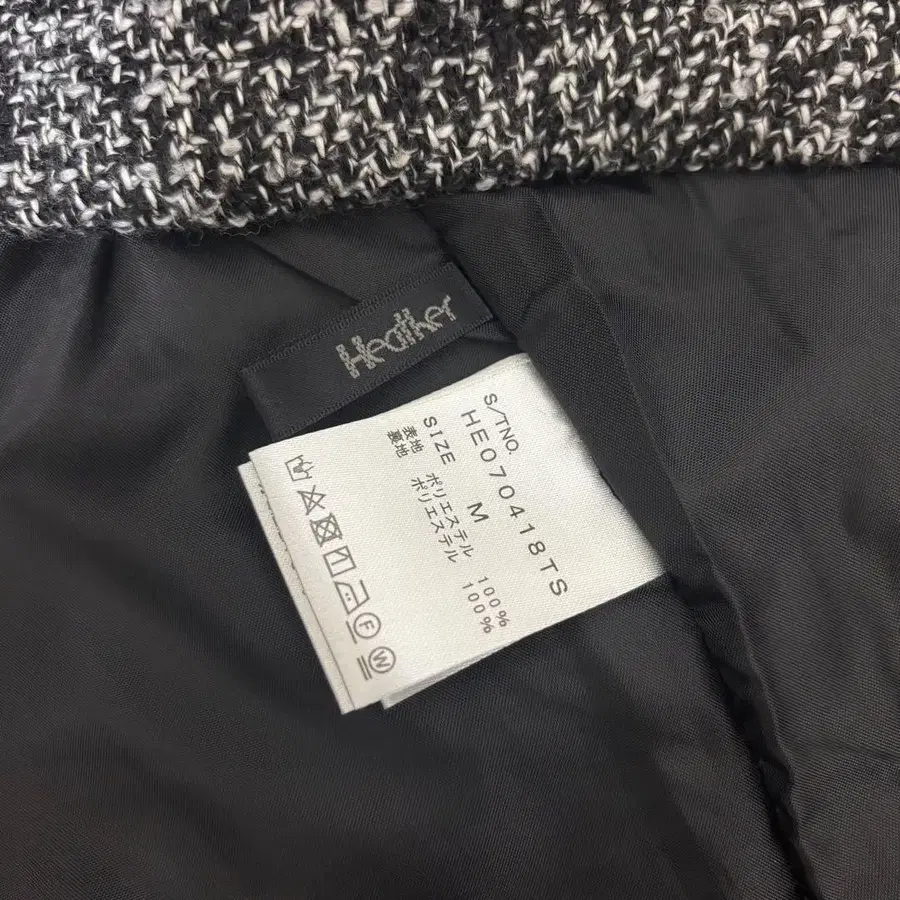 Heather
S/TNO.
HE070418TS
SIZE M
表地 ポリエステル 100%
裏地 ポリエステル 100%
F
W